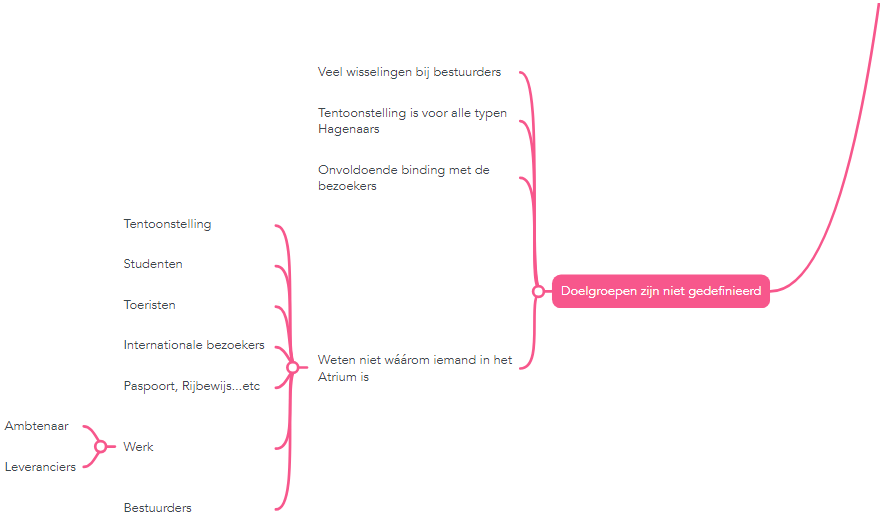 Veel wisselingen bij bestuurders
Tentoonstelling is voor alle typen
Hagenaars
Onvoldoende binding met de
bezoekers
Tentoonstelling
Studenten
Doelgroepen zijn niet gedefinieerd
Toeristen
Internationale bezoekers
Weten niet wáárom iemand in het
Atrium is
Paspoort, Rijbewijs...etc
Ambtenaar
Werk
Leveranciers
Bestuurders